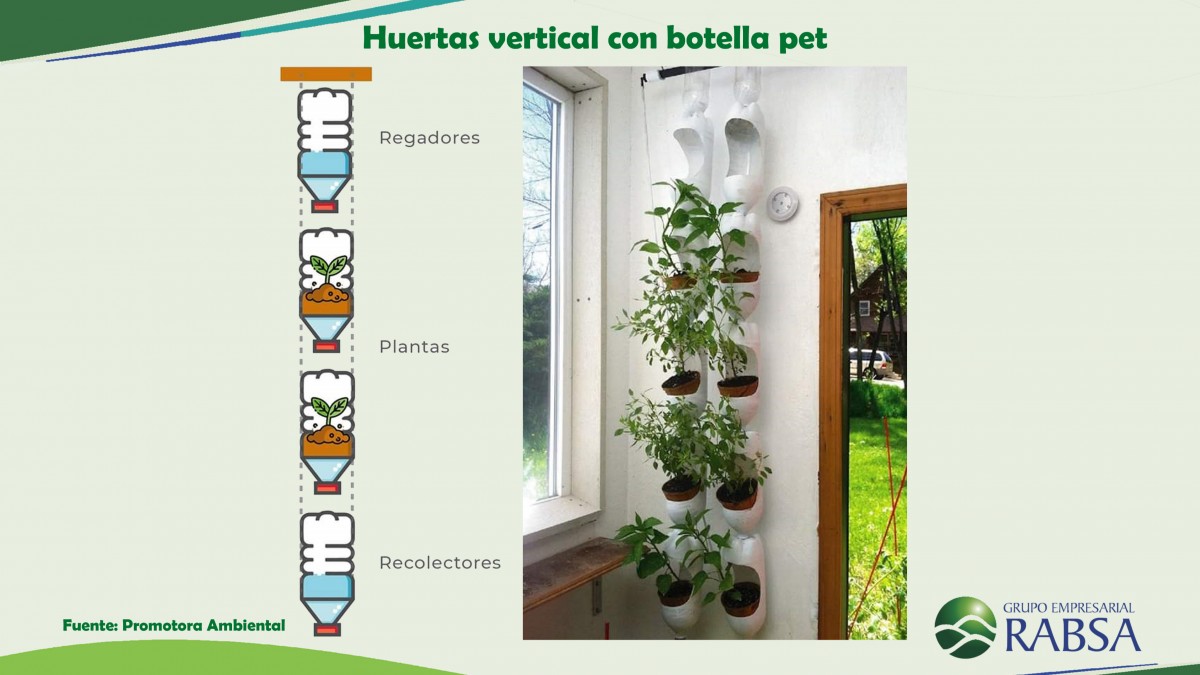 Huertas vertical con botella pet
Regadores
Plantas
Recolectores
Fuente: Promotora Ambiental
GRUPO EMPRESARIAL
RABSA